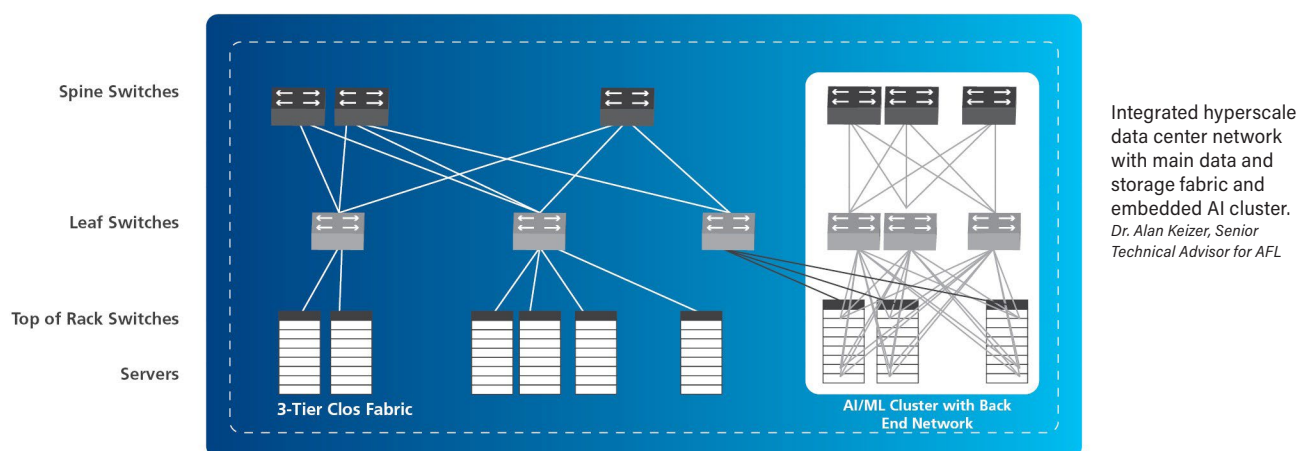 Spine Switches
Leaf Switches
Top of Rack Switches
Servers
3-Tier Clos Fabric
AI/ML Cluster with Back
End Network
Integrated hyperscale
data center network
with main data and
storage fabric and
embedded AI cluster.
Dr. Alan Keizer, Senior
Technical Advisor for AFL